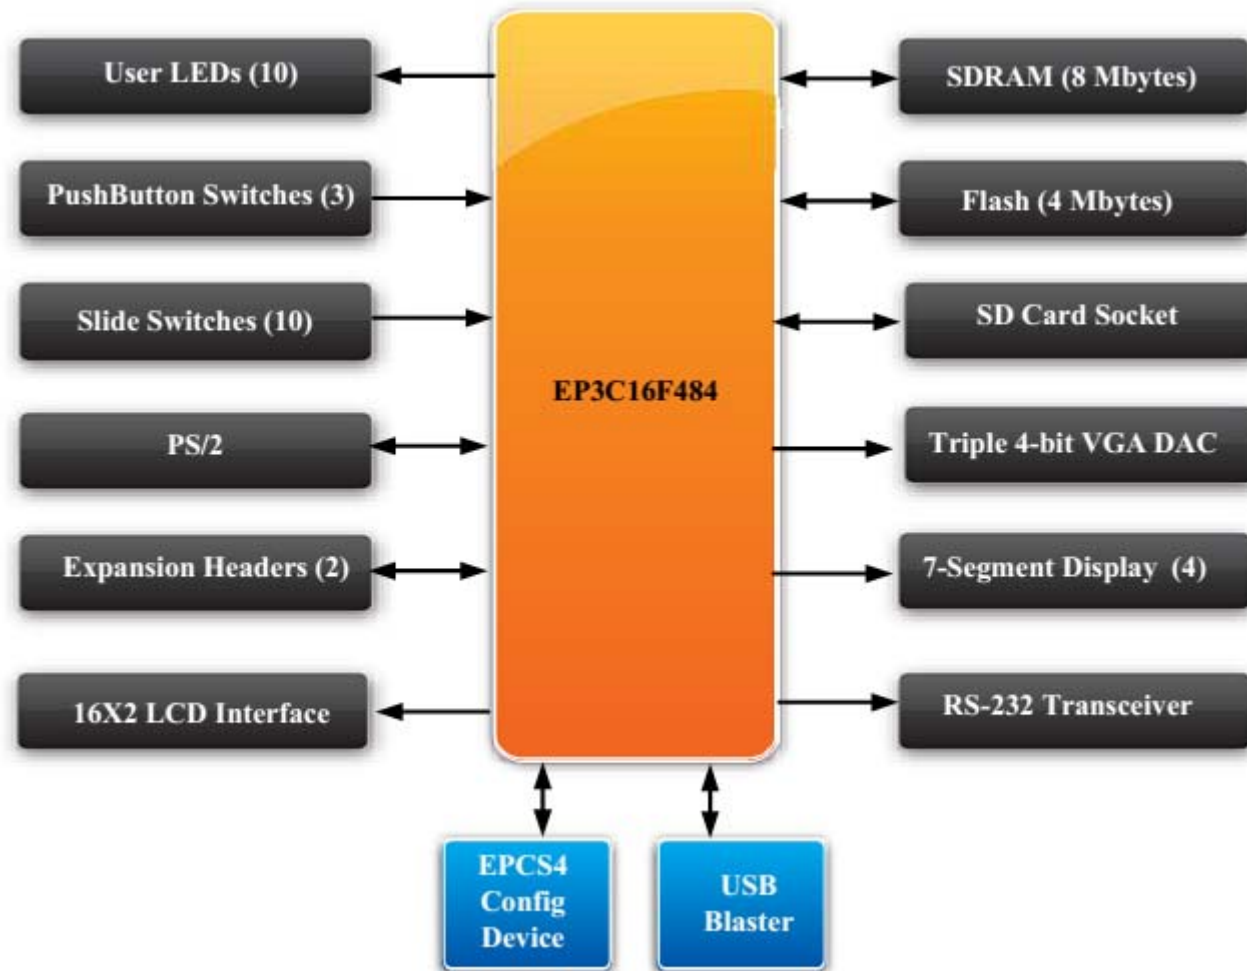 User LEDs (10)
PushButton Switches (3)
Slide Switches (10)
PS/2
Expansion Headers (2)
16X2 LCD Interface
EP3C16F484
SDRAM (8 Mbytes)
Flash (4 Mbytes)
SD Card Socket
Triple 4-bit VGA DAC
7-Segment Display (4)
RS-232 Transceiver
EPCS4
Config
Device
USB
Blaster